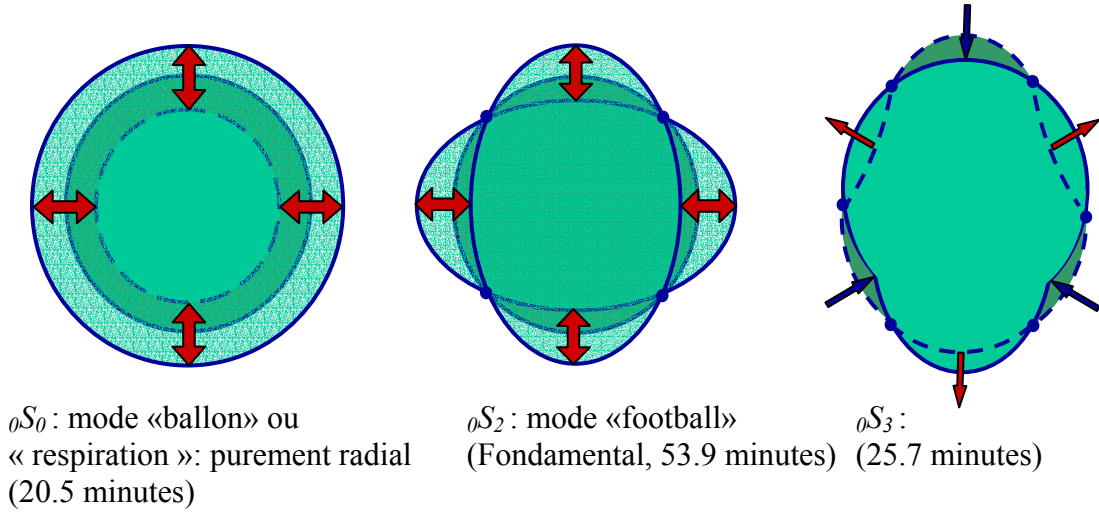 ₀S₀ : mode «ballon» ou
« respiration »: purement radial
(20.5 minutes)
₀S₂ : mode «football»
(Fondamental, 53.9 minutes)
₀S₃ :
(25.7 minutes)